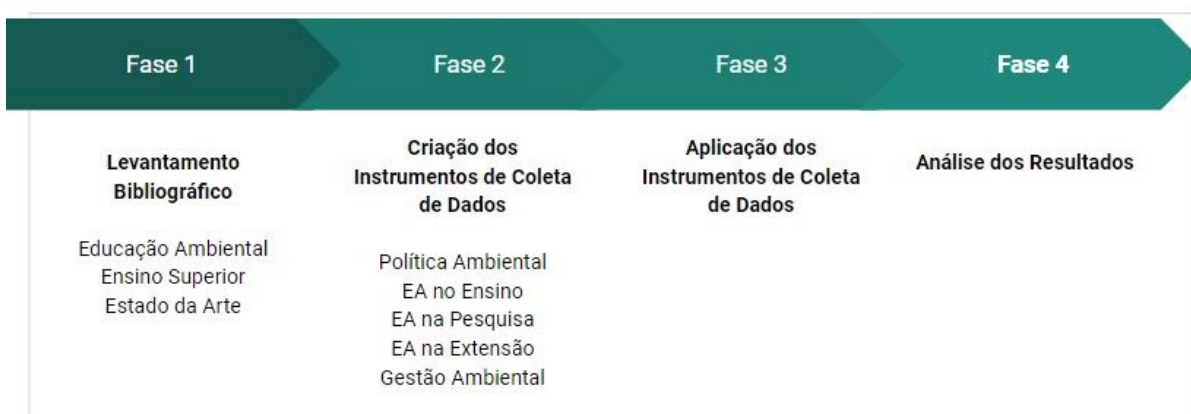 Fase 1
Fase 2
Fase 3
Fase 4
Levantamento
Bibliográfico
Educação Ambiental
Ensino Superior
Estado da Arte
Criação dos
Instrumentos de Coleta
de Dados
Política Ambiental
EA no Ensino
EA na Pesquisa
EA na Extensão
Gestão Ambiental
Aplicação dos
Instrumentos de Coleta
de Dados
Análise dos Resultados